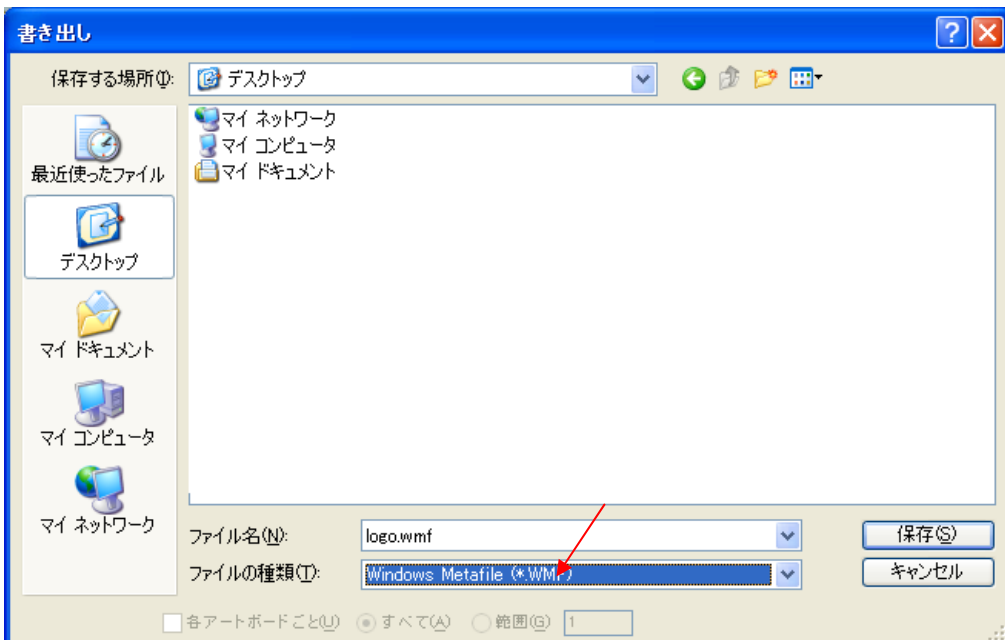 書き出し
保存する場所(I):
デスクトップ
マイ ネットワーク
マイ コンピュータ
マイ ドキュメント
最近使ったファイル
デスクトップ
マイ ドキュメント
マイ コンピュータ
マイ ネットワーク
ファイル名(N):
logo.wmf
保存(S)
ファイルの種類(T):
Windows Metafile (*.WMF)
キャンセル
各アートボードごと(U) すべて(A) 範囲(G) 1